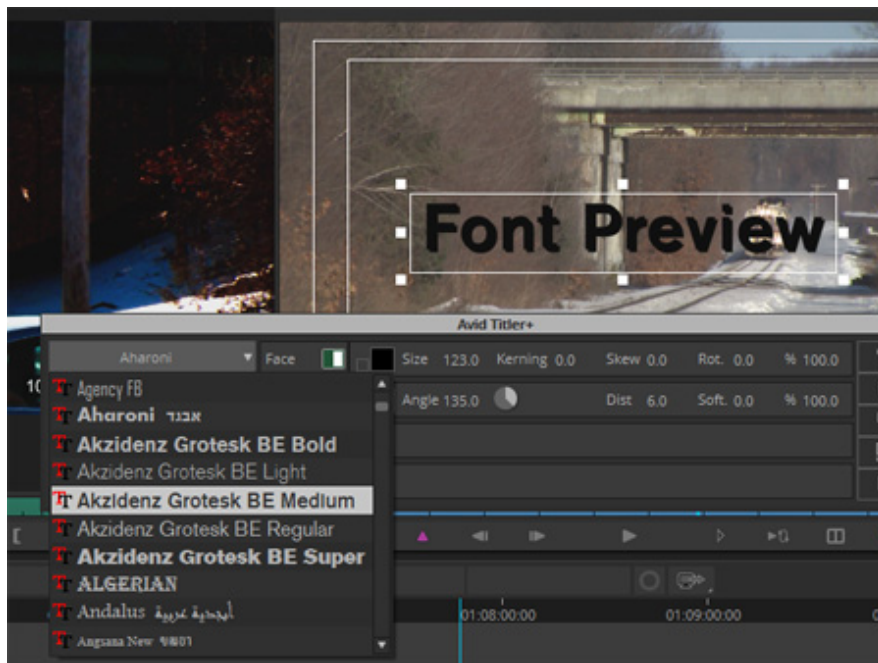 Font Preview
Avid Titler+
Aharoni Face Size 123.0 Kerning 0.0 Skew 0.0 Rot. 0.0 % 100.0
Angle 135.0 Dist 6.0 Soft. 0.0 % 100.0
10
Agency FB
Aharoni אבגד
Akzidenz Grotesk BE Bold
Akzidenz Grotesk BE Light
Akzidenz Grotesk BE Medium
Akzidenz Grotesk BE Regular
Akzidenz Grotesk BE Super
ALGERIAN
Andalus أبجدية عربية
Angsana New
01:08:00:00 01:09:00:00